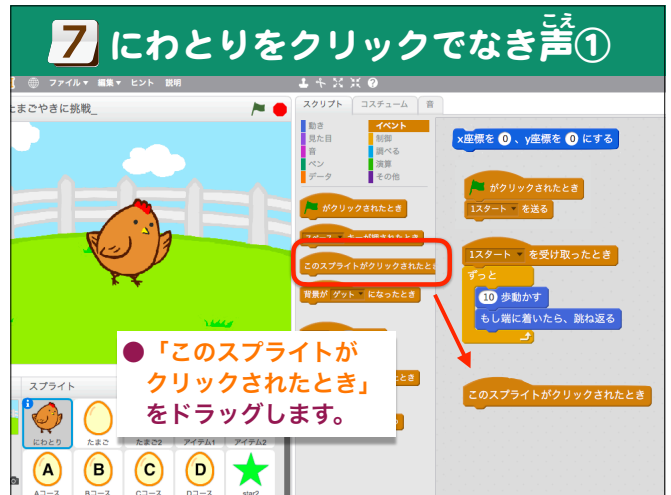 7 にわとりをクリックでなき声①
こえ
ファイル▼ 編集▼ ヒント 説明
たまごやきに挑戦_
スクリプト コスチューム 音
動き イベント
見た目 制御
音 調べる
ペン 演算
データ その他
がクリックされたとき
このスプライトがクリックされたとき
背景が ゲット▼ になったとき
x座標を 0 、y座標を 0 にする
がクリックされたとき
1スタート▼ を送る
1スタート▼ を受け取ったとき
ずっと
10 歩動かす
もし端に着いたら、跳ね返る
このスプライトがクリックされたとき
●「このスプライトが
クリックされたとき」
をドラッグします。
スプライト
にわとり たまご たまご2 アイテム1 アイテム2
A B C D
Aコース Bコース Cコース Dコース star2